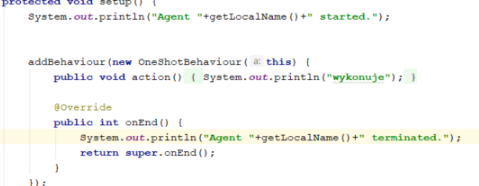 protected void setup() {
System.out.println("Agent "+getLocalName()+" started.");
addBehaviour(new OneShotBehaviour( a: this) {
public void action() { System.out.println("wykonuje"); }
@Override
public int onEnd() {
System.out.println("Agent "+getLocalName()+" terminated.");
return super.onEnd();
}
});